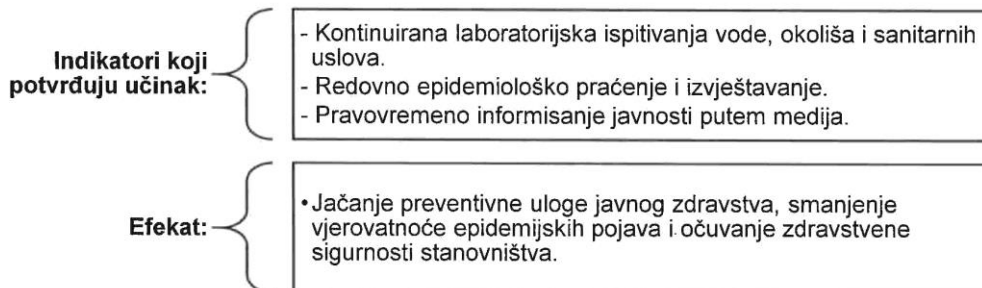 Indikatori koji
potvrđuju učinak:
- Kontinuirana laboratorijska ispitivanja vode, okoliša i sanitarnih
uslova.
- Redovno epidemiološko praćenje i izvještavanje.
- Pravovremeno informisanje javnosti putem medija.
Efekat:
•Jačanje preventivne uloge javnog zdravstva, smanjenje
vjerovatnoće epidemijskih pojava i očuvanje zdravstvene
sigurnosti stanovništva.